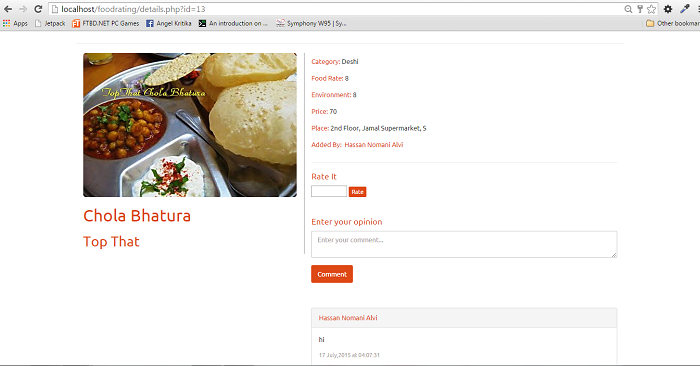 localhost/foodrating/details.php?id=13
Apps Jetpack FTBD.NET PC Games Angel Kritika An introduction on ... Symphony W95 | Sy... Other bookmar
TopThat Chola Bhatura
Chola Bhatura
Top That
Category: Deshi
Food Rate: 8
Environment: 8
Price: 70
Place: 2nd Floor, Jamal Supermarket, S
Added By: Hassan Nomani Alvi
Rate It
Rate
Enter your opinion
Enter your comment...
Comment
Hassan Nomani Alvi
hi
17 July,2015 at 04:07:31